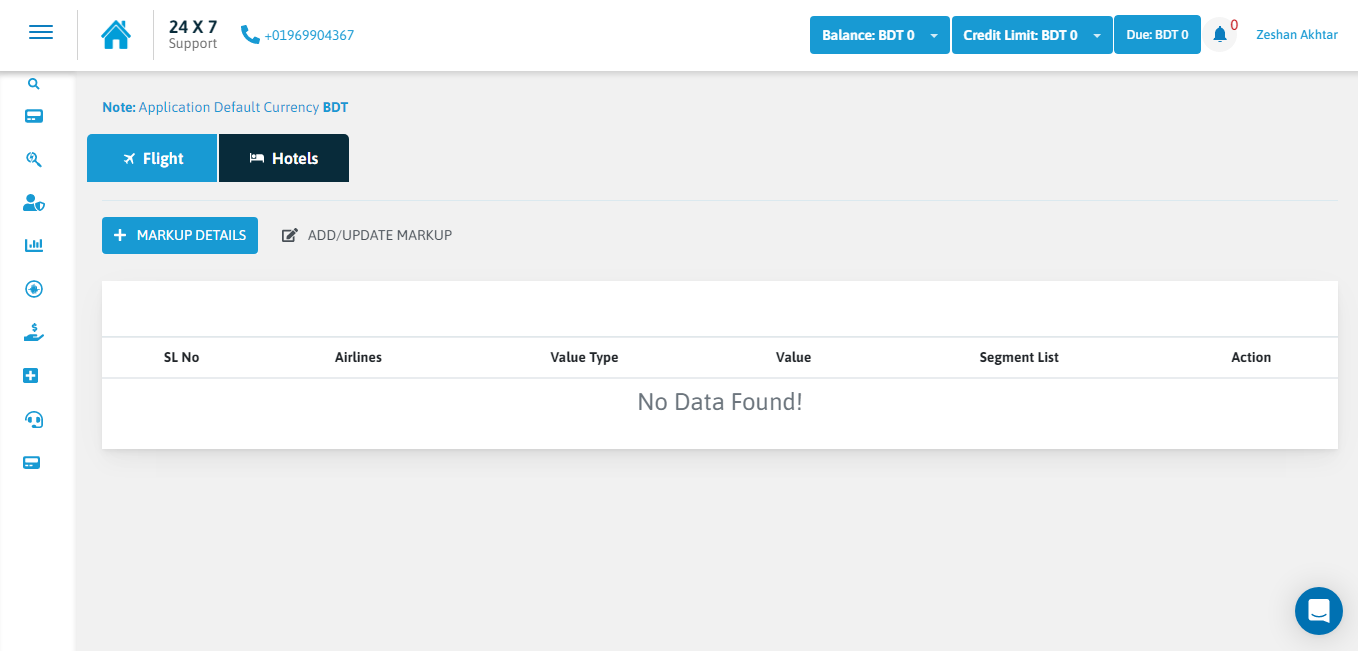 24 X 7
Support
+01969904367
Balance: BDT 0
Credit Limit: BDT 0
Due: BDT 0
0
Zeshan Akhtar
Note: Application Default Currency BDT
Flight
Hotels
MARKUP DETAILS
ADD/UPDATE MARKUP
SL No Airlines Value Type Value Segment List Action
No Data Found!